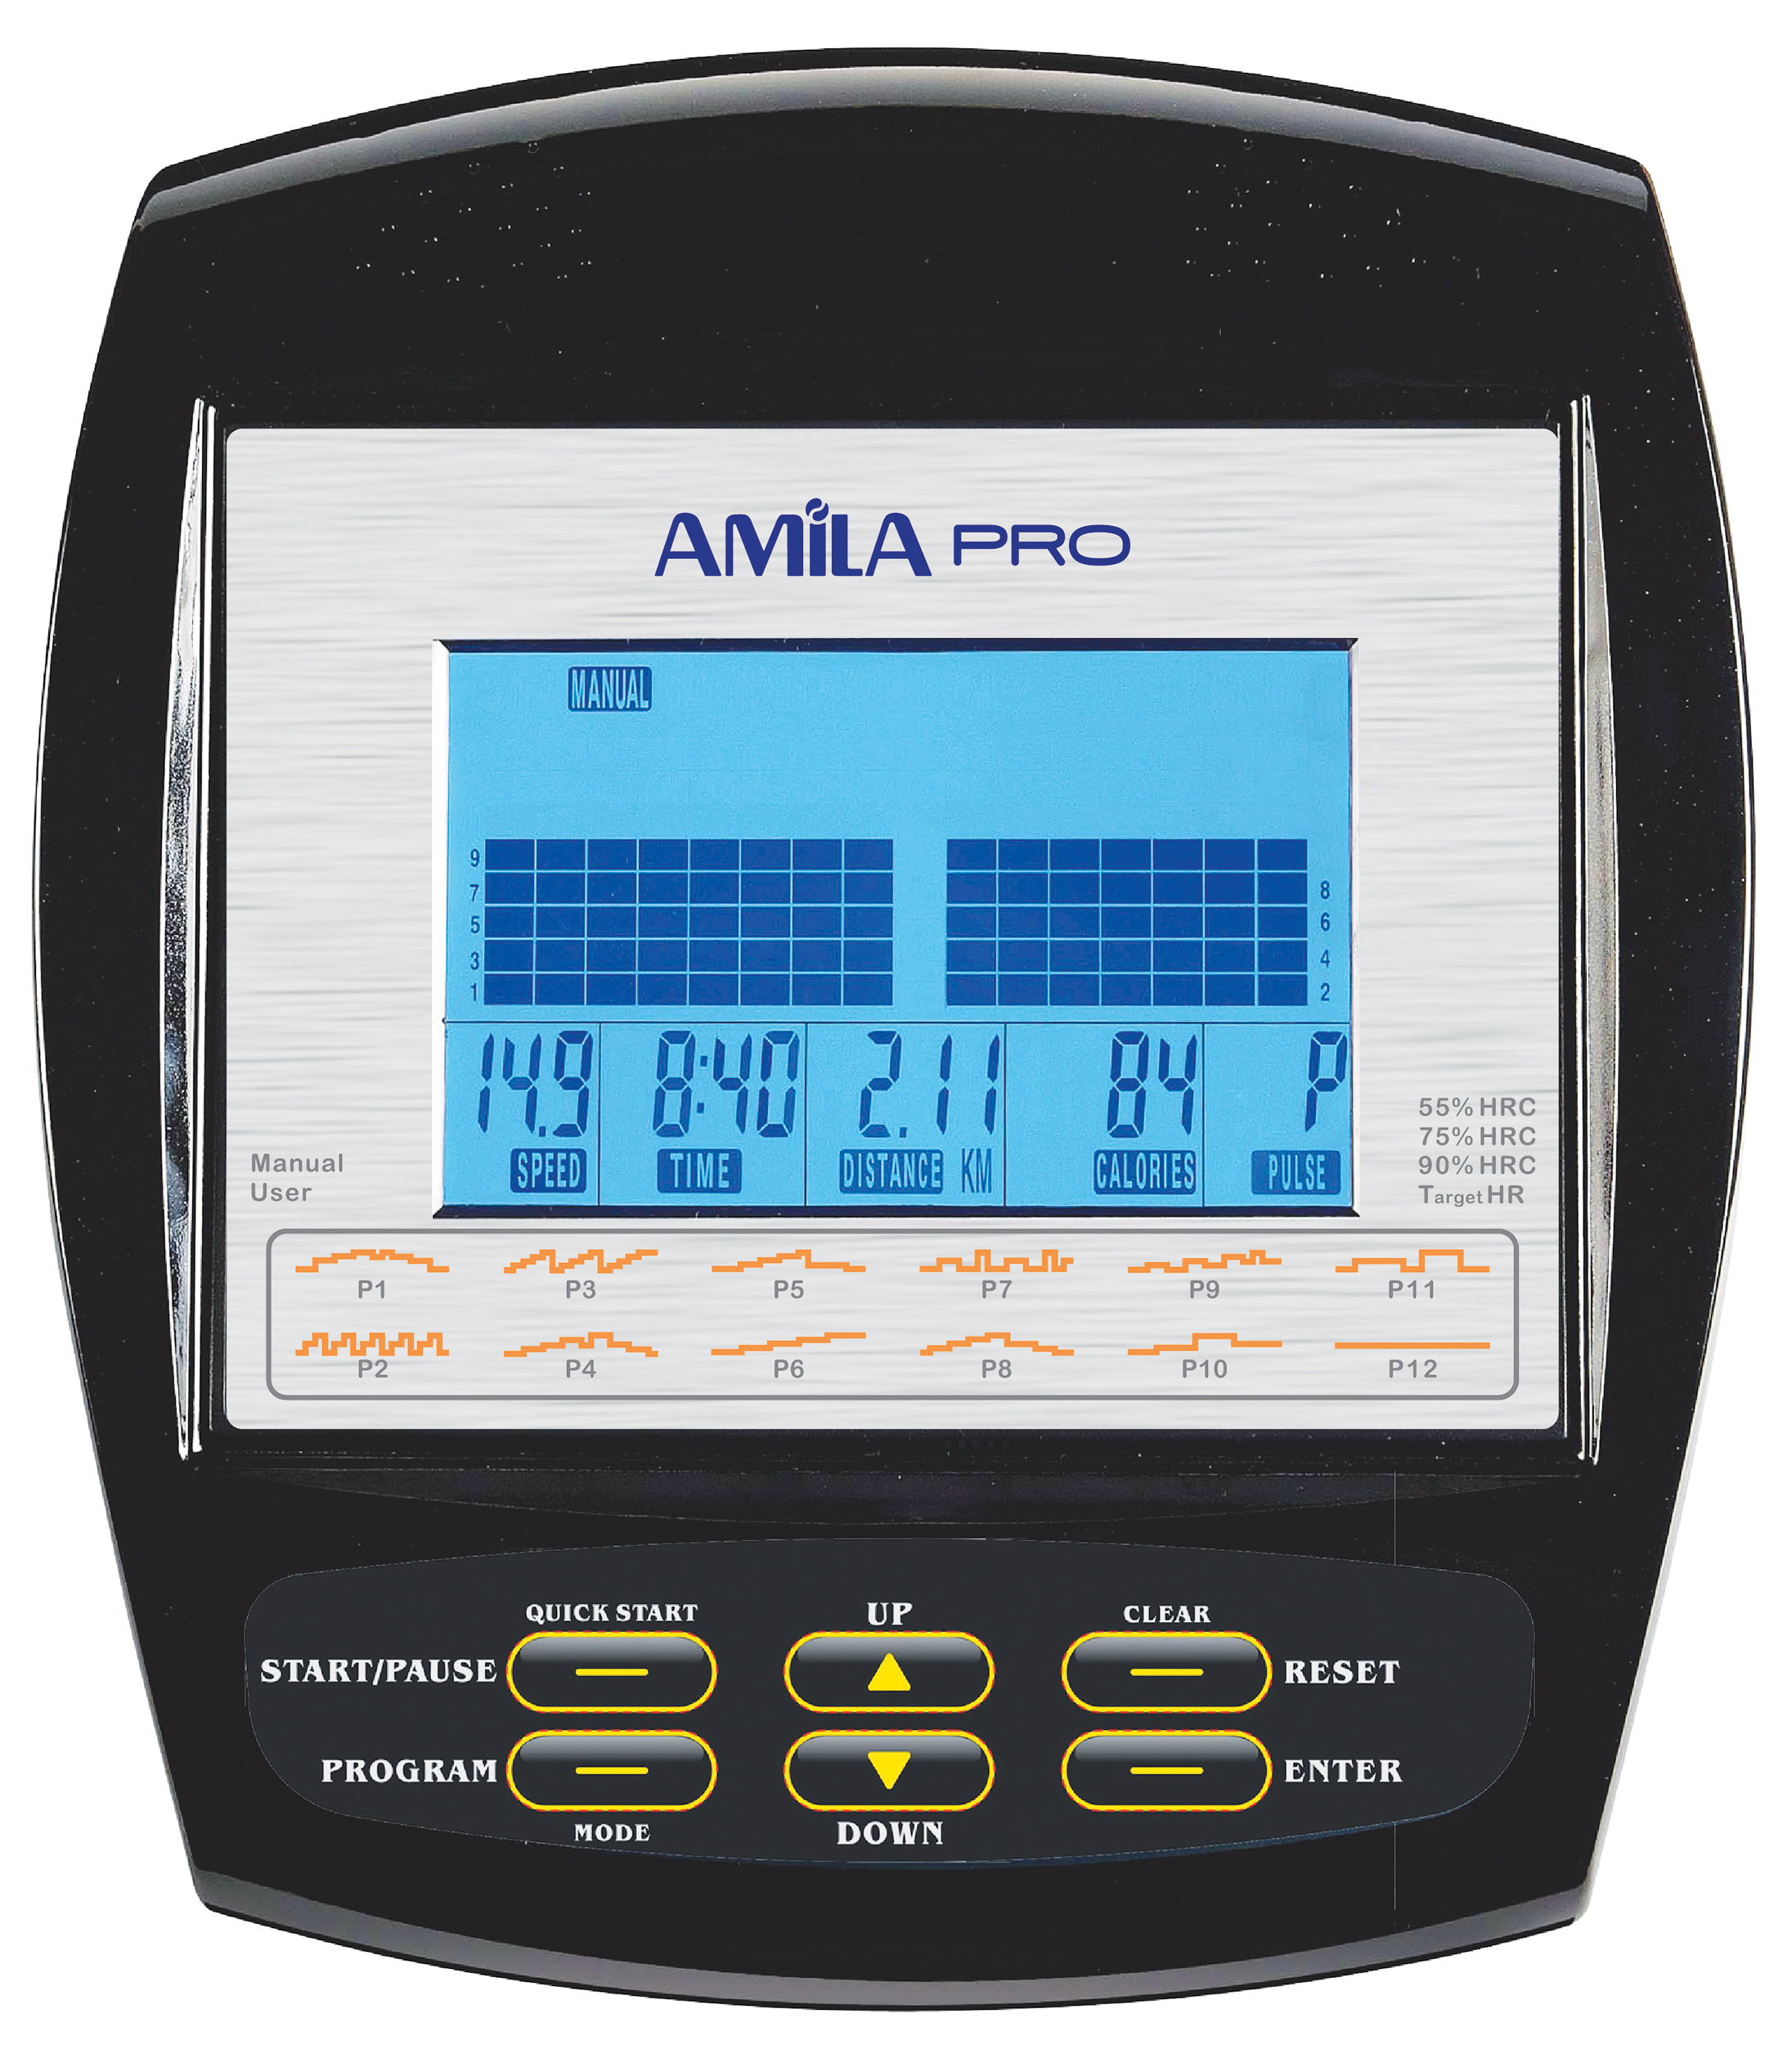 AMILA PRO
MANUAL
9
7
8
5
6
3
4
1
2
14.9 8:40 2.11 84 P
SPEED TIME DISTANCE KM CALORIES PULSE
Manual
User
55% HRC
75% HRC
90% HRC
Target HR
P1 P3 P5 P7 P9 P11
P2 P4 P6 P8 P10 P12
QUICK START UP CLEAR
START/PAUSE RESET
PROGRAM ENTER
MODE DOWN